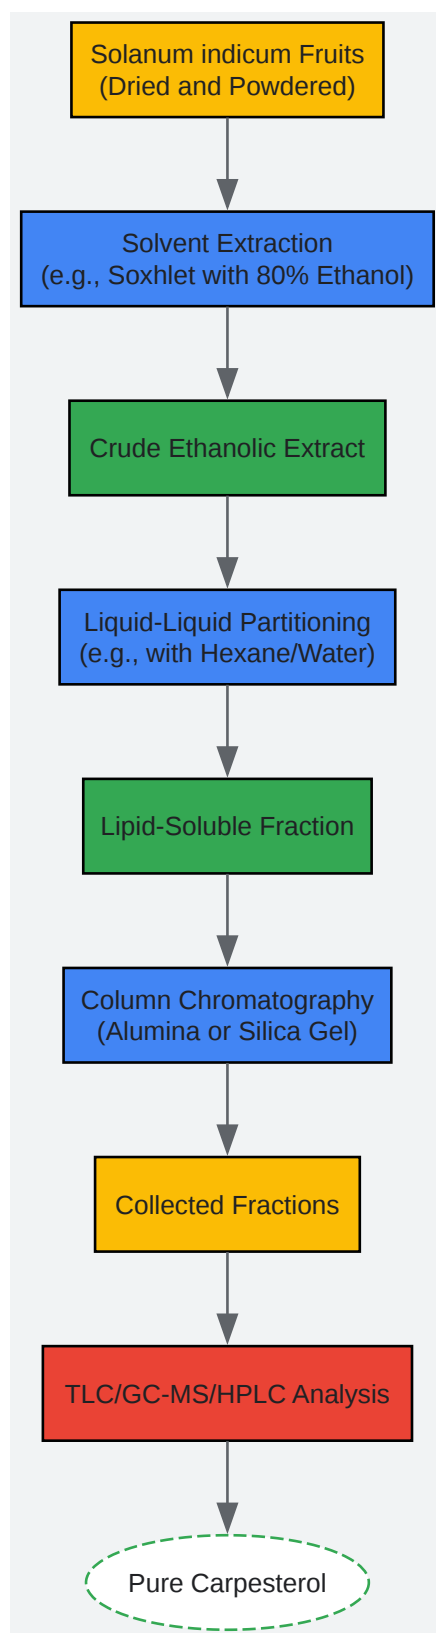 Solanum indicum Fruits
(Dried and Powdered)
Solvent Extraction
(e.g., Soxhlet with 80% Ethanol)
Crude Ethanolic Extract
Liquid-Liquid Partitioning
(e.g., with Hexane/Water)
Lipid-Soluble Fraction
Column Chromatography
(Alumina or Silica Gel)
Collected Fractions
TLC/GC-MS/HPLC Analysis
Pure Carpesterol